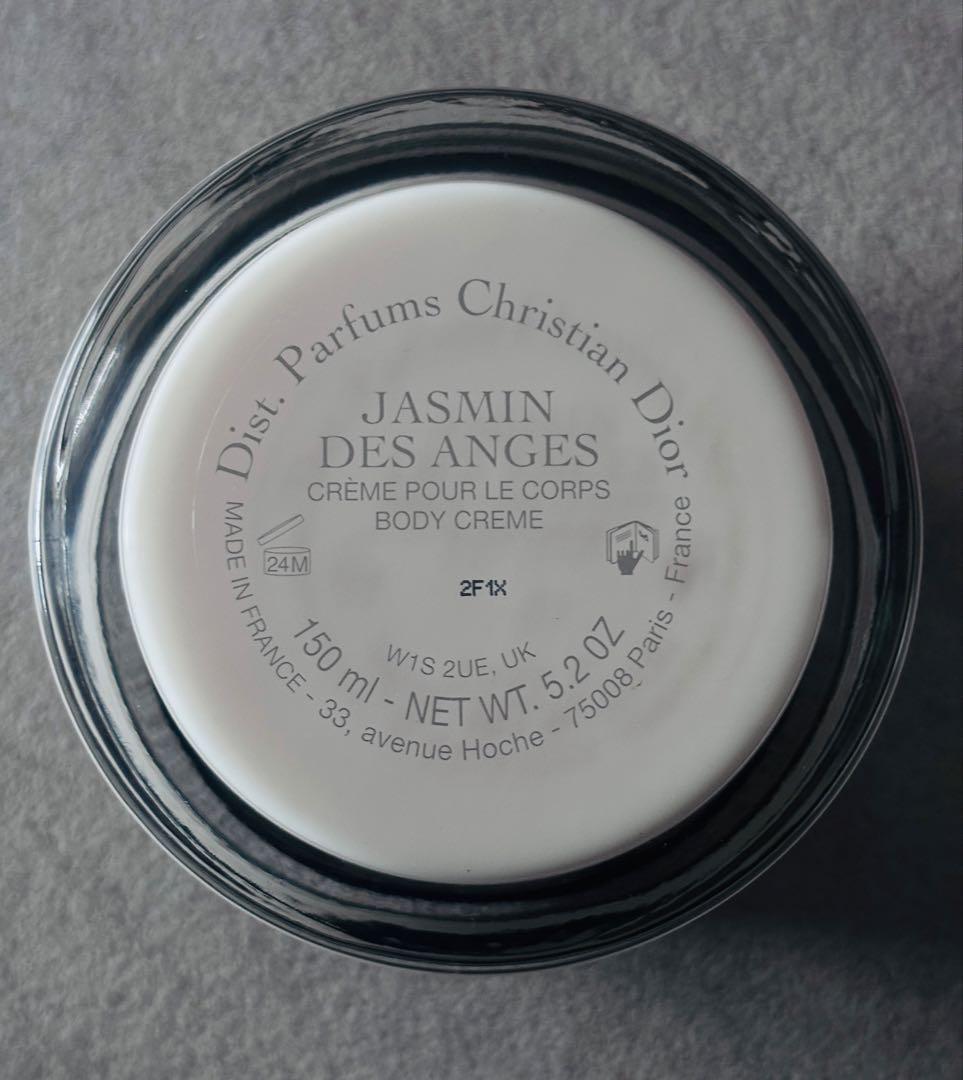 Dist. Parfums Christian Dior
JASMIN
DES ANGES
CRÈME POUR LE CORPS
BODY CREME
24M
2F1X
W1S 2UE, UK
150 ml - NET WT. 5.2 OZ
MADE IN FRANCE - 33, avenue Hoche - 75008 Paris - France